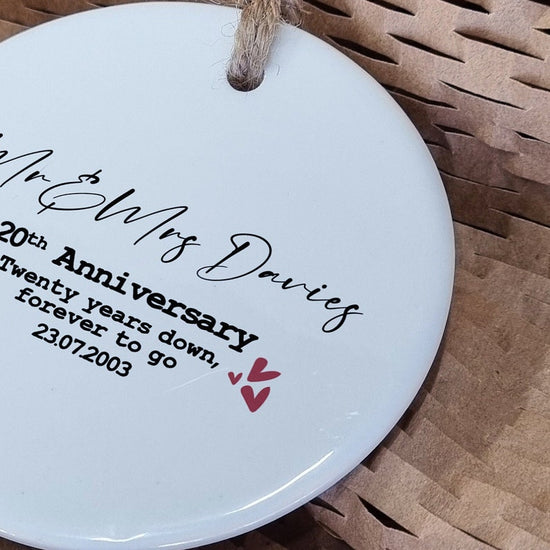 Mr & Mrs Davies
20th Anniversary
Twenty years down,
forever to go
23.07.2003